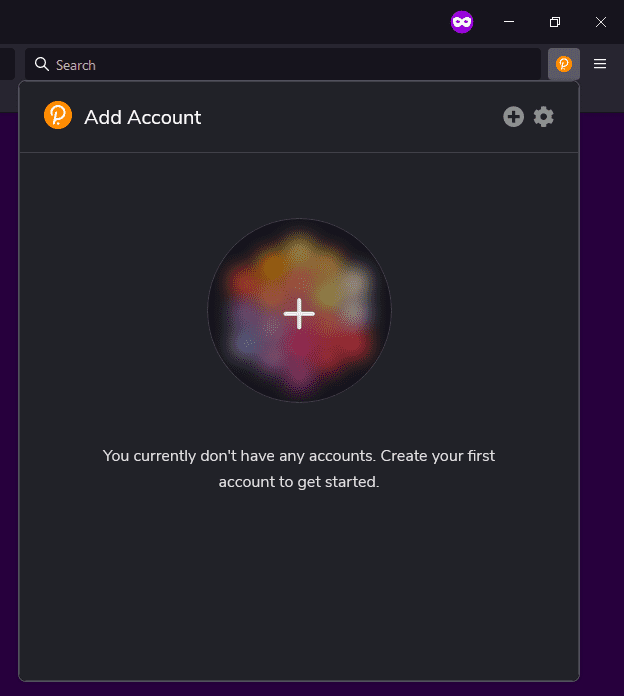 Search
Add Account
You currently don't have any accounts. Create your first
account to get started.